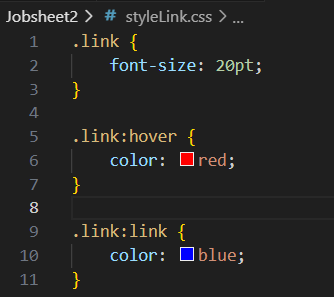 Jobsheet2 > # styleLink.css > ...
1 .link {
2     font-size: 20pt;
3 }
4
5 .link:hover {
6     color: red;
7 }
8
9 .link:link {
10     color: blue;
11 }